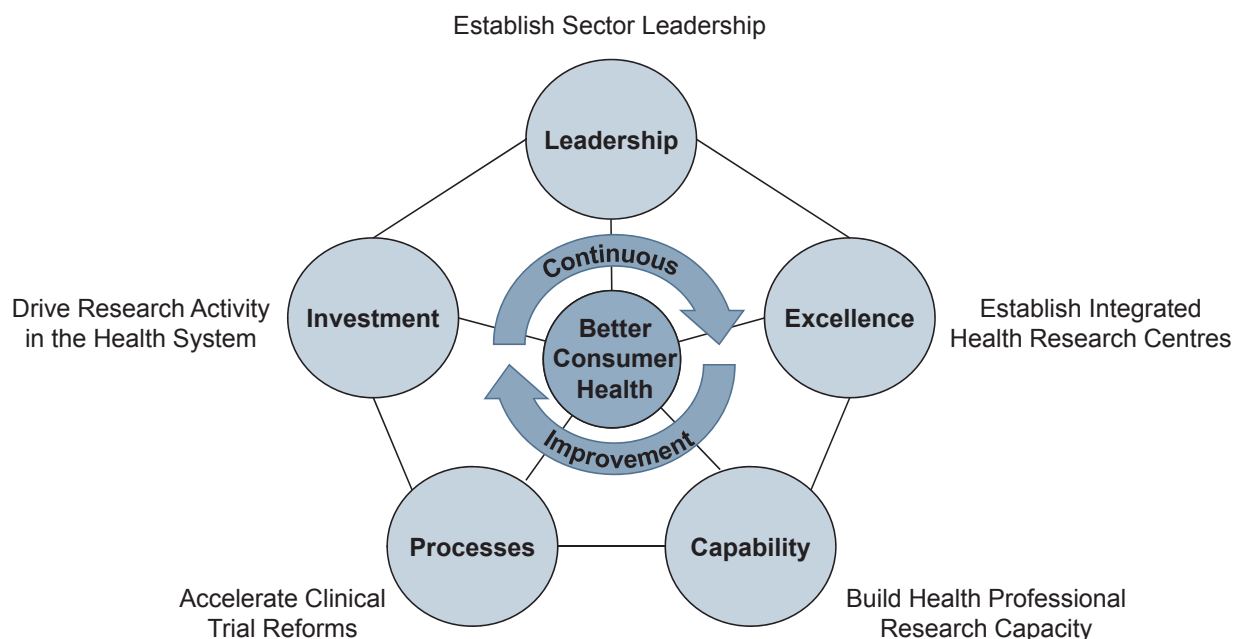 Establish Sector Leadership
Leadership
Continuous
Investment
Drive Research Activity
in the Health System
Better
Consumer
Health
Excellence
Establish Integrated
Health Research Centres
Improvement
Processes
Accelerate Clinical
Trial Reforms
Capability
Build Health Professional
Research Capacity